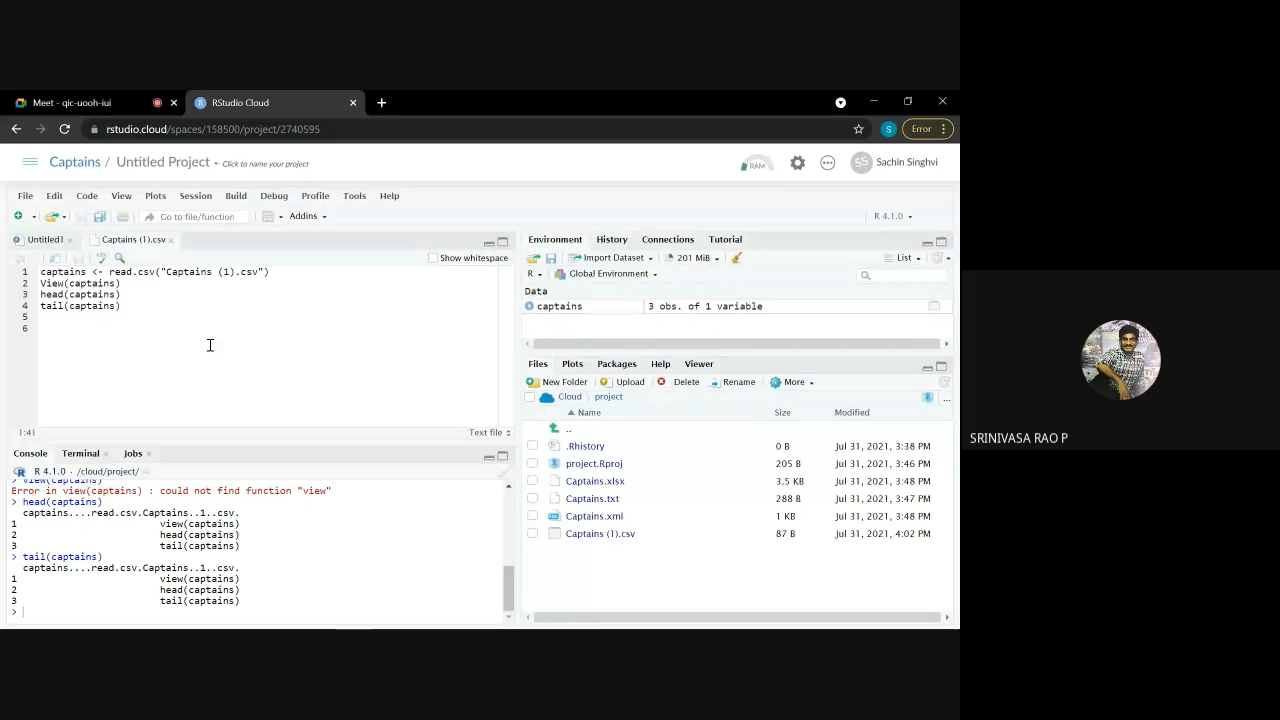 Meet - qic-uooh-iui
RStudio Cloud
rstudio.cloud/spaces/158500/project/2740595
S
Error
Captains / Untitled Project
Click to name your project
RAM
SS
Sachin Singhvi
File Edit Code View Plots Session Build Debug Profile Tools Help
Go to file/function
Addins
R 4.1.0
Untitled1
Captains (1).csv
Show whitespace
1 captains <- read.csv("Captains (1).csv")
2 View(captains)
3 head(captains)
4 tail(captains)
5
6
1:41
Text file
Console Terminal Jobs
R 4.1.0 · /cloud/project/
> view(captains)
Error in view(captains) : could not find function "view"
> head(captains)
captains....read.csv.Captains..1..csv.
1 view(captains)
2 head(captains)
3 tail(captains)
> tail(captains)
captains....read.csv.Captains..1..csv.
1 view(captains)
2 head(captains)
3 tail(captains)
>
Environment History Connections Tutorial
Import Dataset
201 MiB
List
R
Global Environment
Data
captains 3 obs. of 1 variable
Files Plots Packages Help Viewer
New Folder Upload Delete Rename More
Cloud project
...
Name Size Modified
..
.Rhistory 0 B Jul 31, 2021, 3:38 PM
project.Rproj 205 B Jul 31, 2021, 3:46 PM
Captains.xlsx 3.5 KB Jul 31, 2021, 3:48 PM
Captains.txt 288 B Jul 31, 2021, 3:47 PM
Captains.xml 1 KB Jul 31, 2021, 3:48 PM
Captains (1).csv 87 B Jul 31, 2021, 4:02 PM
SRINIVASA RAO P